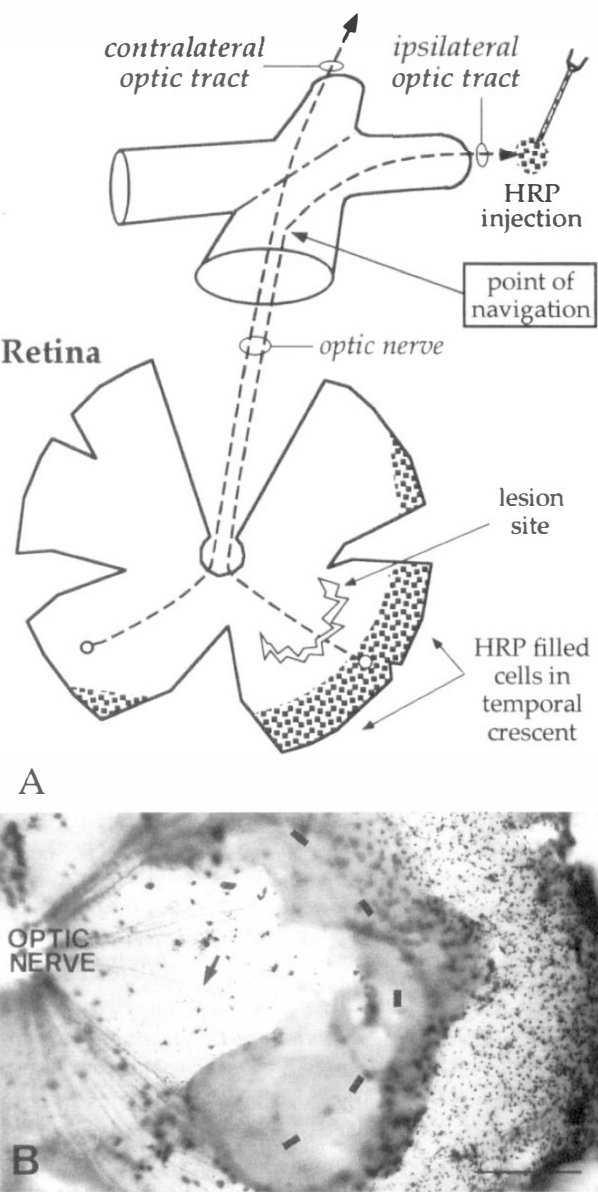 contralateral
optic tract
ipsilateral
optic tract
HRP
injection
point of
navigation
optic nerve
Retina
lesion
site
HRP filled
cells in
temporal
crescent
A
OPTIC
NERVE
B